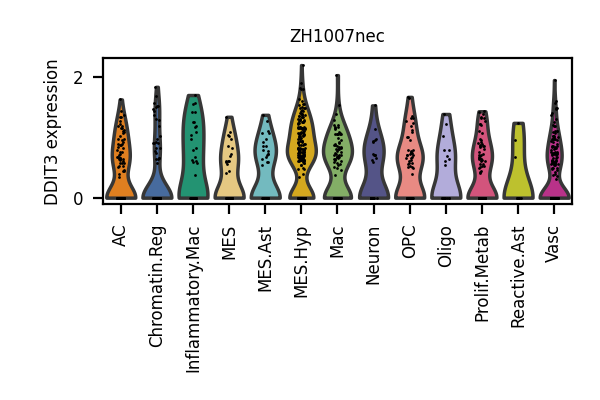 ZH1007nec
DDIT3 expression
2
0
AC
Chromatin.Reg
Inflammatory.Mac
MES
MES.Ast
MES.Hyp
Mac
Neuron
OPC
Oligo
Prolif.Metab
Reactive.Ast
Vasc